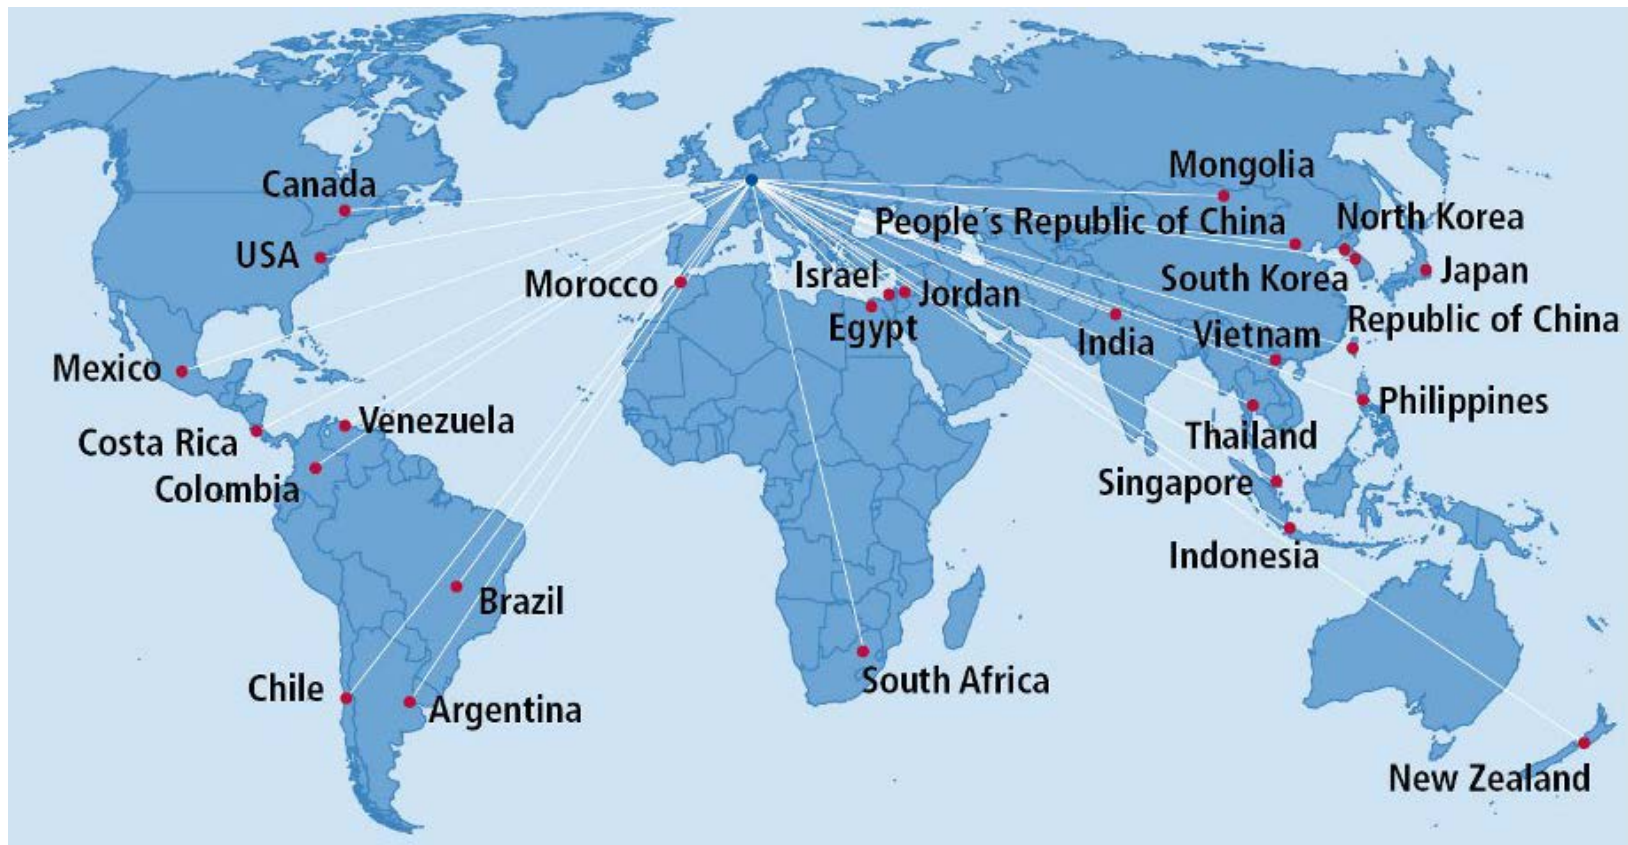 Mongolia
Canada
People´s Republic of China
North Korea
USA
Morocco
Israel
South Korea
Japan
Jordan
Egypt
India
Vietnam
Republic of China
Mexico
Venezuela
Philippines
Costa Rica
Thailand
Colombia
Singapore
Indonesia
Brazil
Chile
South Africa
Argentina
New Zealand